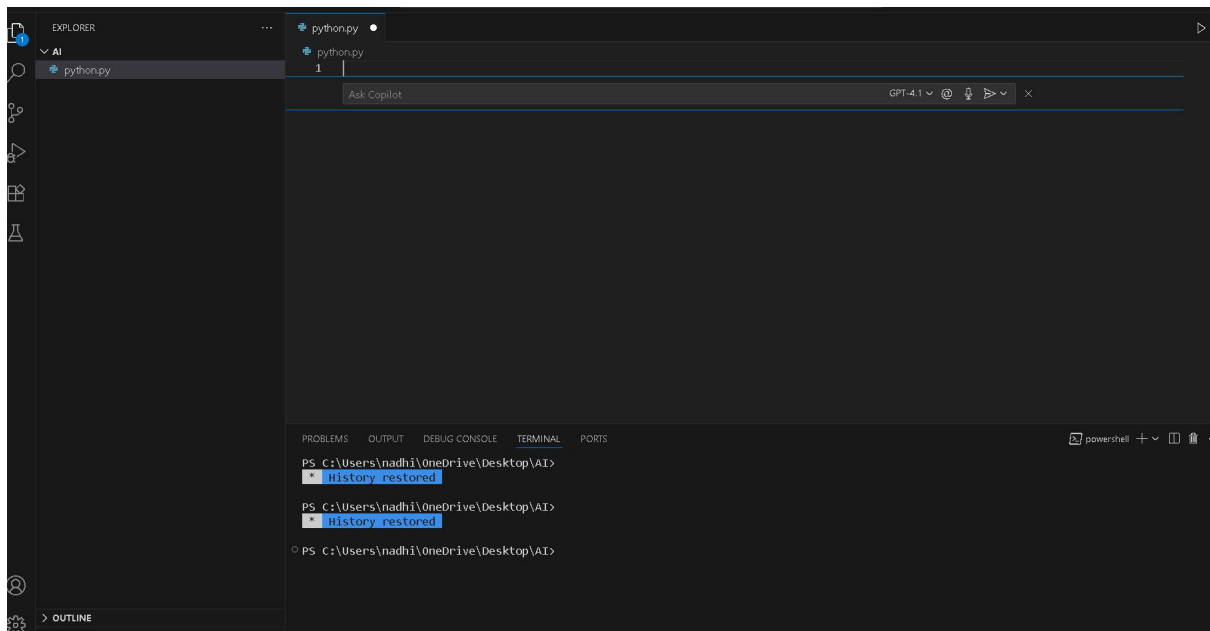 EXPLORER ...
AI
python.py
1
OUTLINE
python.py
python.py
1
Ask Copilot GPT-4.1 @
PROBLEMS OUTPUT DEBUG CONSOLE TERMINAL PORTS powershell
PS C:\Users\nadhi\OneDrive\Desktop\AI>
* History restored
PS C:\Users\nadhi\OneDrive\Desktop\AI>
* History restored
PS C:\Users\nadhi\OneDrive\Desktop\AI>